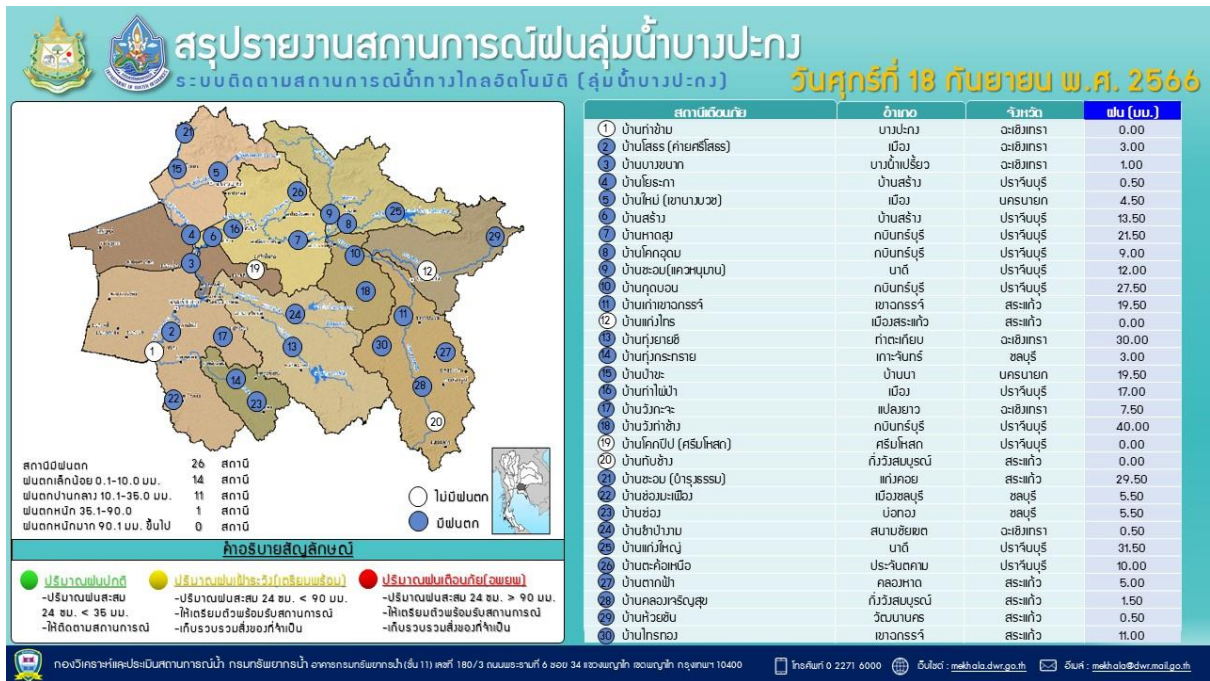 สรุปรายงานสถานการณ์ฝนลุ่มน้ำบางปะกง
ระบบติดตามสถานการณ์น้ำทางไกลอัตโนมัติ (ลุ่มน้ำบางปะกง)
วันศุกร์ที่ 18 กันยายน พ.ศ. 2566
สถานีเตือนภัย อำเภอ จังหวัด ฝน (มม.)
1 บ้านท่าข้าม บางปะกง ฉะเชิงเทรา 0.00
2 บ้านโสธร (ค่ายศรีโสธร) เมือง ฉะเชิงเทรา 3.00
3 บ้านบางขนาก บางน้ำเปรี้ยว ฉะเชิงเทรา 1.00
4 บ้านโยธะกา บ้านสร้าง ปราจีนบุรี 0.50
5 บ้านใหม่ (เขานางบวช) เมือง นครนายก 4.50
6 บ้านสร้าง บ้านสร้าง ปราจีนบุรี 13.50
7 บ้านหาดสูง กบินทร์บุรี ปราจีนบุรี 21.50
8 บ้านโคกอุดม กบินทร์บุรี ปราจีนบุรี 9.00
9 บ้านซะอม(แควหนุมาน) นาดี ปราจีนบุรี 12.00
10 บ้านกุดบอน กบินทร์บุรี ปราจีนบุรี 27.50
11 บ้านเก่าเขาฉกรรจ์ เขาฉกรรจ์ สระแก้ว 19.50
12 บ้านแก่งไทร เมืองสระแก้ว สระแก้ว 0.00
13 บ้านทุ่งยายชี ท่าตะเกียบ ฉะเชิงเทรา 30.00
14 บ้านทุ่งกระทราย เกาะจันทร์ ชลบุรี 3.00
15 บ้านป่าขะ บ้านนา นครนายก 19.50
16 บ้านท่าไผ่ป่า เมือง ปราจีนบุรี 17.00
17 บ้านวังกะจะ แปลงยาว ฉะเชิงเทรา 7.50
18 บ้านวังท่าช้าง กบินทร์บุรี ปราจีนบุรี 40.00
19 บ้านโคกปีป (ศรีมโหสถ) ศรีมโหสถ ปราจีนบุรี 0.00
20 บ้านทับช้าง กิ่งวังสมบูรณ์ สระแก้ว 0.00
21 บ้านซะอม (บำรุงธรรม) แก่งคอย สระแก้ว 29.50
22 บ้านช่องมะเฟือง เมืองชลบุรี ชลบุรี 5.50
23 บ้านช่อง บ่อทอง ชลบุรี 5.50
24 บ้านซำป่างาม สนามชัยเขต ฉะเชิงเทรา 0.50
25 บ้านแก่งใหญ่ นาดี ปราจีนบุรี 31.50
26 บ้านตะคร้อเหนือ ประจันตคาม ปราจีนบุรี 10.00
27 บ้านตากฟ้า คลองหาด สระแก้ว 5.00
28 บ้านคลองเจริญสุข กิ่งวังสมบูรณ์ สระแก้ว 1.50
29 บ้านห้วยชัน วัฒนานคร สระแก้ว 0.50
30 บ้านไทรทอง เขาฉกรรจ์ สระแก้ว 11.00
สถานีมีฝนตก 26 สถานี
ฝนตกเล็กน้อย 0.1-10.0 มม. 14 สถานี
ฝนตกปานกลาง 10.1-35.0 มม. 11 สถานี
ฝนตกหนัก 35.1-90.0 1 สถานี
ฝนตกหนักมาก 90.1 มม. ขึ้นไป 0 สถานี
ไม่มีฝนตก
มีฝนตก
คำอธิบายสัญลักษณ์
ปริมาณฝนปกติ
-ปริมาณฝนสะสม
24 ชม. < 35 มม.
-ให้ติดตามสถานการณ์
ปริมาณฝนเฝ้าระวัง(เตรียมพร้อม)
-ปริมาณฝนสะสม 24 ชม. < 90 มม.
-ให้เตรียมตัวพร้อมรับสถานการณ์
-เก็บรวบรวมสิ่งของที่จำเป็น
ปริมาณฝนเตือนภัย(อพยพ)
-ปริมาณฝนสะสม 24 ชม. > 90 มม.
-ให้เตรียมตัวพร้อมรับสถานการณ์
-เก็บรวบรวมสิ่งของที่จำเป็น
กองวิเคราะห์และประเมินสถานการณ์น้ำ กรมทรัพยากรน้ำ อาคารกรมทรัพยากรน้ำ (ชั้น 11) เลขที่ 180/3 ถนนพระรามที่ 6 ซอย 34 แขวงพญาไท เขตพญาไท กรุงเทพฯ 10400
โทรศัพท์ 0 2271 6000
เว็บไซต์ : mekhala.dwr.go.th
อีเมล์ : mekhala@dwr.mail.go.th